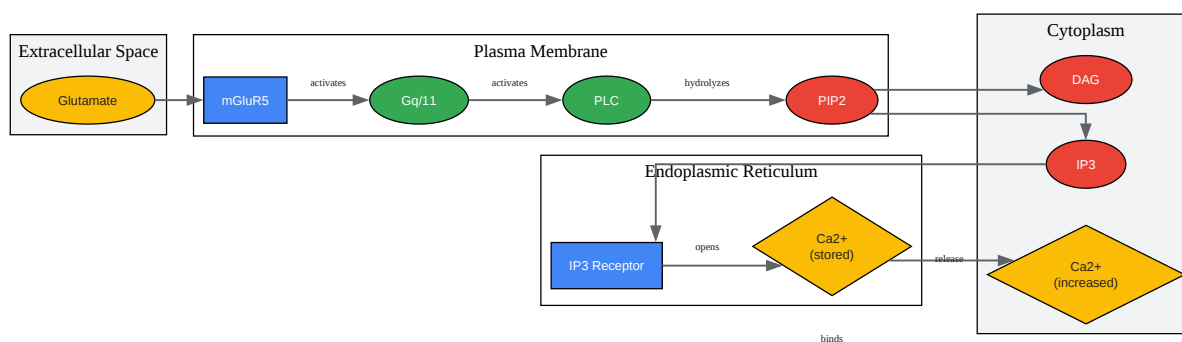 Extracellular Space
Glutamate
Plasma Membrane
mGluR5
activates
Gq/11
activates
PLC
hydrolyzes
PIP2
Cytoplasm
DAG
IP3
Endoplasmic Reticulum
IP3 Receptor
opens
Ca2+
(stored)
release
Ca2+
(increased)
binds